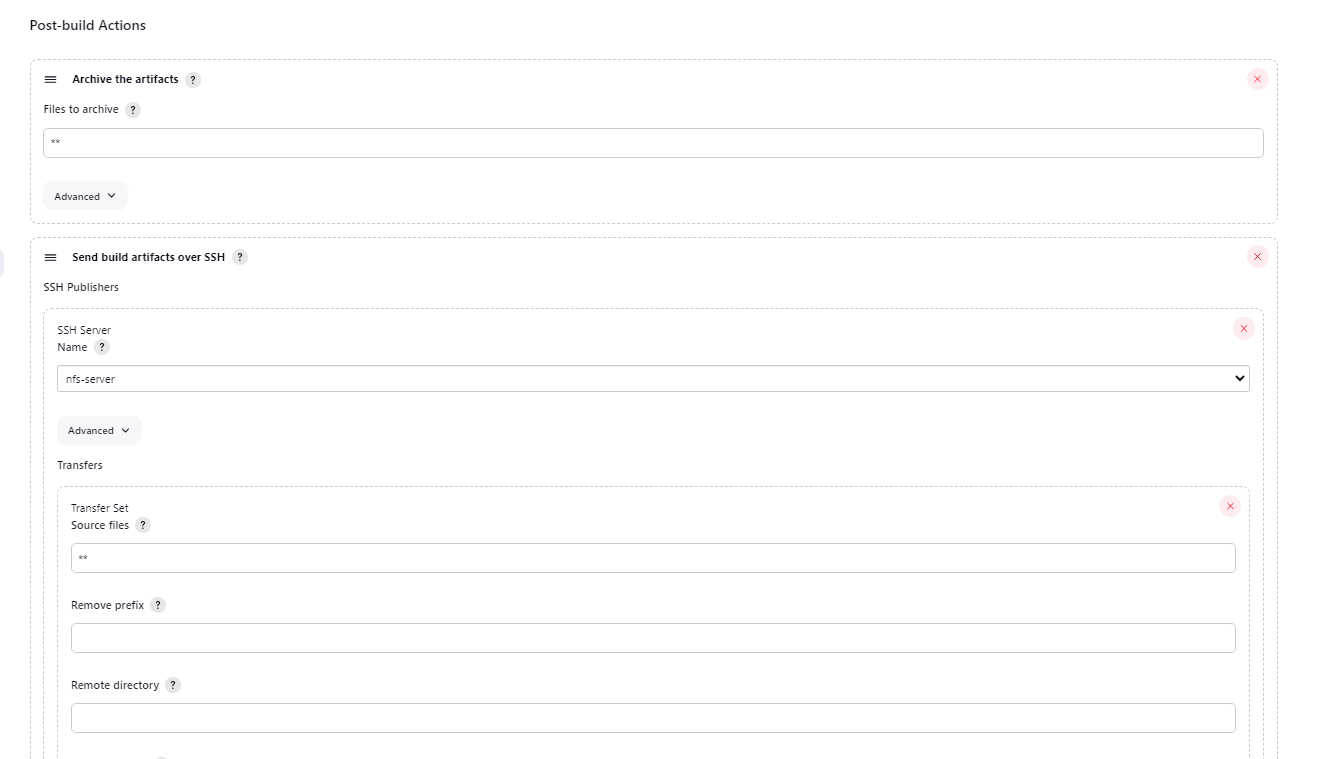 Post-build Actions
Archive the artifacts ?
Files to archive ?
**
Advanced
Send build artifacts over SSH ?
SSH Publishers
SSH Server
Name ?
nfs-server
Advanced
Transfers
Transfer Set
Source files ?
**
Remove prefix ?
Remote directory ?